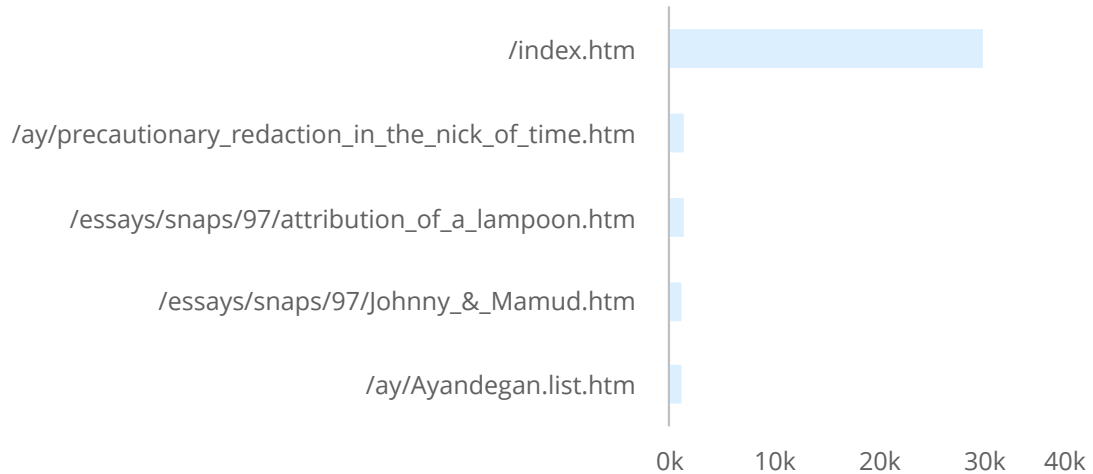 /index.htm
/ay/precautionary_redaction_in_the_nick_of_time.htm
/essays/snaps/97/attribution_of_a_lampoon.htm
/essays/snaps/97/Johnny_&_Mamud.htm
/ay/Ayandegan.list.htm
0k 10k 20k 30k 40k